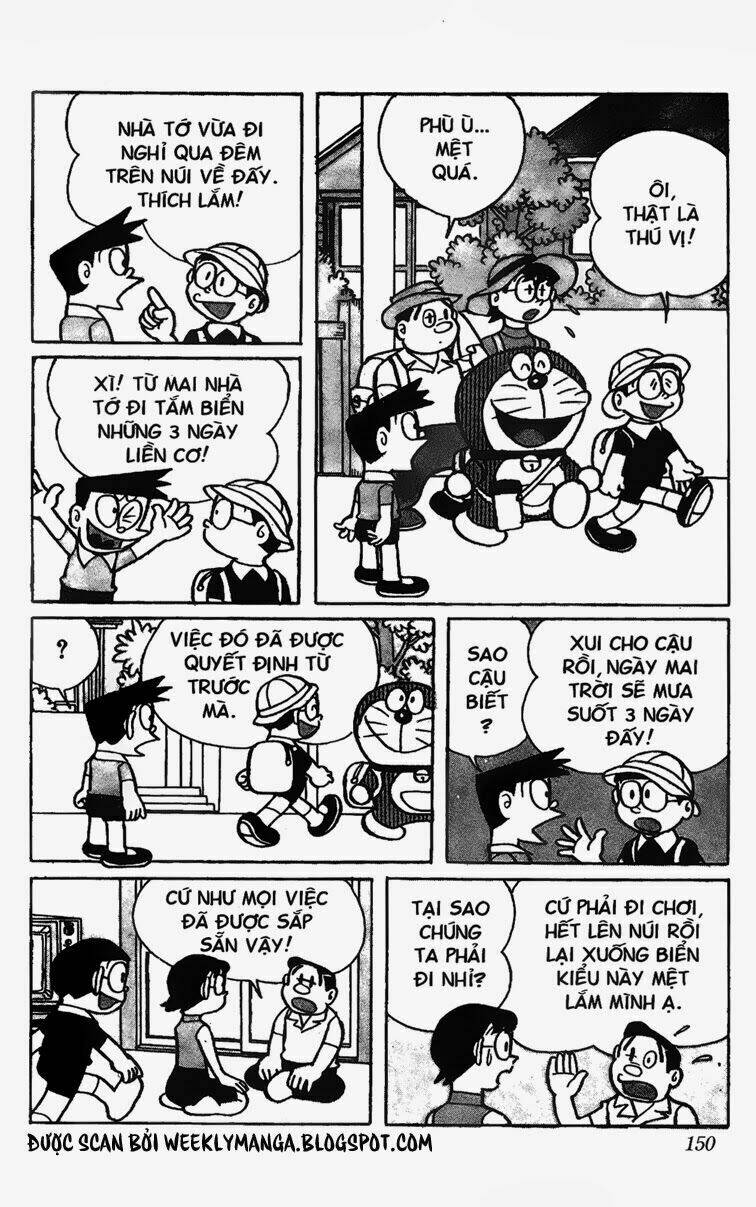 PHÙ Ù...
MỆT
QUÁ.
ÔI,
THẬT LÀ
THÚ VỊ!
NHÀ TỚ VỪA ĐI
NGHỈ QUA ĐÊM
TRÊN NÚI VỀ ĐẤY.
THÍCH LẮM!
XÌ! TỪ MAI NHÀ
TỚ ĐI TẮM BIỂN
NHỮNG 3 NGÀY
LIỀN CƠ!
XUI CHO CẬU
RỒI, NGÀY MAI
TRỜI SẼ MƯA
SUỐT 3 NGÀY
ĐẤY!
SAO
CẬU
BIẾT
?
VIỆC ĐÓ ĐÃ ĐƯỢC
QUYẾT ĐỊNH TỪ
TRƯỚC
MÀ.
?
CỨ PHẢI ĐI CHƠI,
HẾT LÊN NÚI RỒI
LẠI XUỐNG BIỂN
KIỂU NÀY MỆT
LẮM MÌNH Ạ.
TẠI SAO
CHÚNG
TA PHẢI
ĐI NHỈ?
CỨ NHƯ MỌI VIỆC
ĐÃ ĐƯỢC SẮP
SẴN VẬY!
ĐƯỢC SCAN BỞI WEEKLYMANGA.BLOGSPOT.COM
150